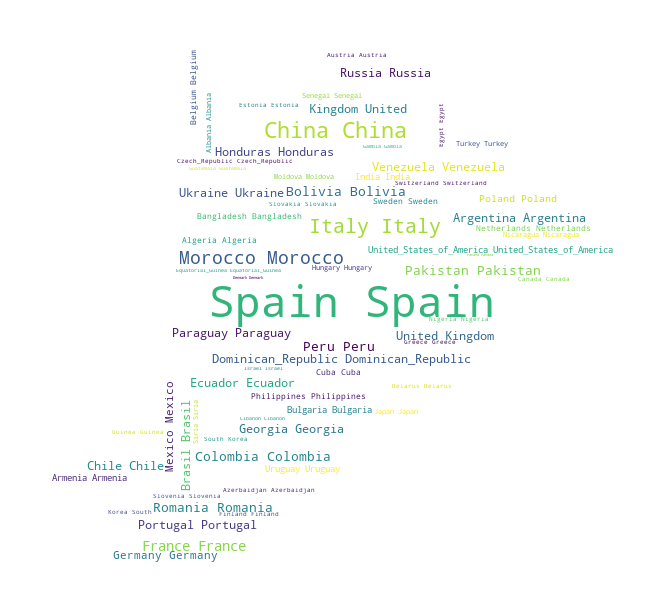 Austria Austria
Russia Russia
Belgium Belgium
Senegal Senegal
Albania Albania
Estonia Estonia
Kingdom United
Egypt Egypt
China China
Turkey Turkey
Gambia Gambia
Honduras Honduras
Czech_Republic Czech_Republic
Venezuela Venezuela
Guatemala Guatemala
Moldova Moldova
India India
Switzerland Switzerland
Ukraine Ukraine
Bolivia Bolivia
Sweden Sweden
Poland Poland
Slovakia Slovakia
Bangladesh Bangladesh
Argentina Argentina
Italy Italy
Netherlands Netherlands
Nicaragua Nicaragua
Algeria Algeria
United_States_of_America United_States_of_America
Morocco Morocco
Equatorial_Guinea Equatorial_Guinea
Hungary Hungary
Pakistan Pakistan
Denmark Denmark
Canada Canada
Spain Spain
Nigeria Nigeria
Paraguay Paraguay
United Kingdom
Greece Greece
Peru Peru
Dominican_Republic Dominican_Republic
Israel Israel
Cuba Cuba
Ecuador Ecuador
Belarus Belarus
Mexico Mexico
Philippines Philippines
Brasil Brasil
Siria Siria
Bulgaria Bulgaria
Japan Japan
Libanon Libanon
Guinea Guinea
Georgia Georgia
South Korea
Colombia Colombia
Chile Chile
Uruguay Uruguay
Armenia Armenia
Azerbaidjan Azerbaidjan
Slovenia Slovenia
Romania Romania
Korea South
Finland Finland
Portugal Portugal
France France
Germany Germany